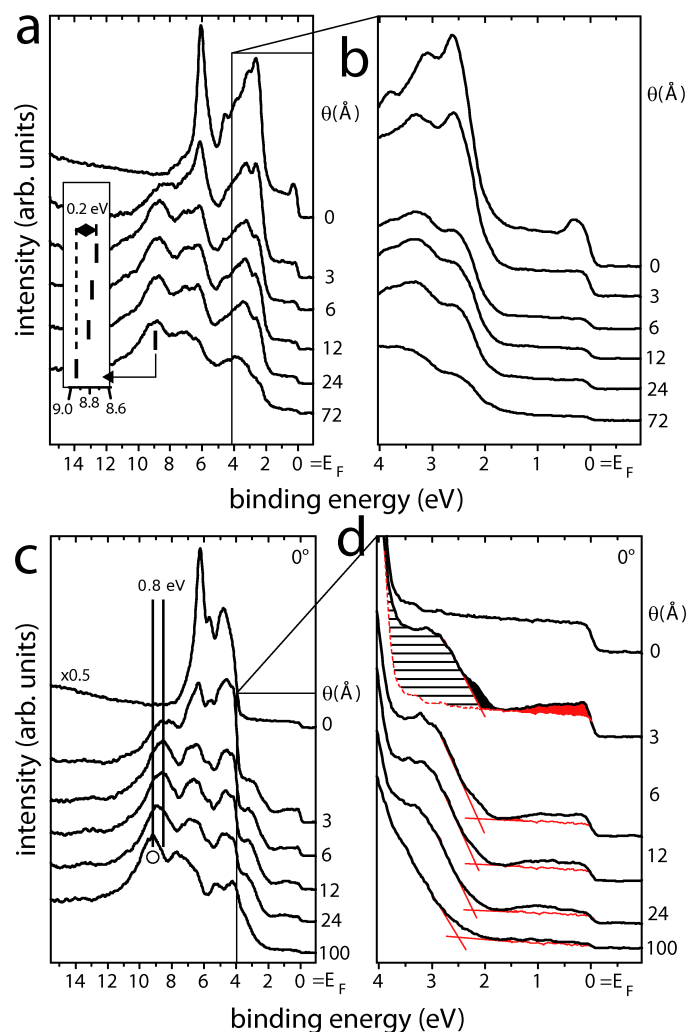 a
b
θ(Å)
θ(Å)
intensity (arb. units)
0.2 eV
9.0 8.8 8.6
0
3
6
12
24
72
0
3
6
12
24
72
14 12 10 8 6 4 2 0 =E_F
4 3 2 1 0 =E_F
binding energy (eV)
c
0°
d
0°
0.8 eV
x0.5
θ(Å)
θ(Å)
intensity (arb. units)
0
3
6
12
24
100
0
3
6
12
24
100
14 12 10 8 6 4 2 0 =E_F
4 3 2 1 0 =E_F
binding energy (eV)